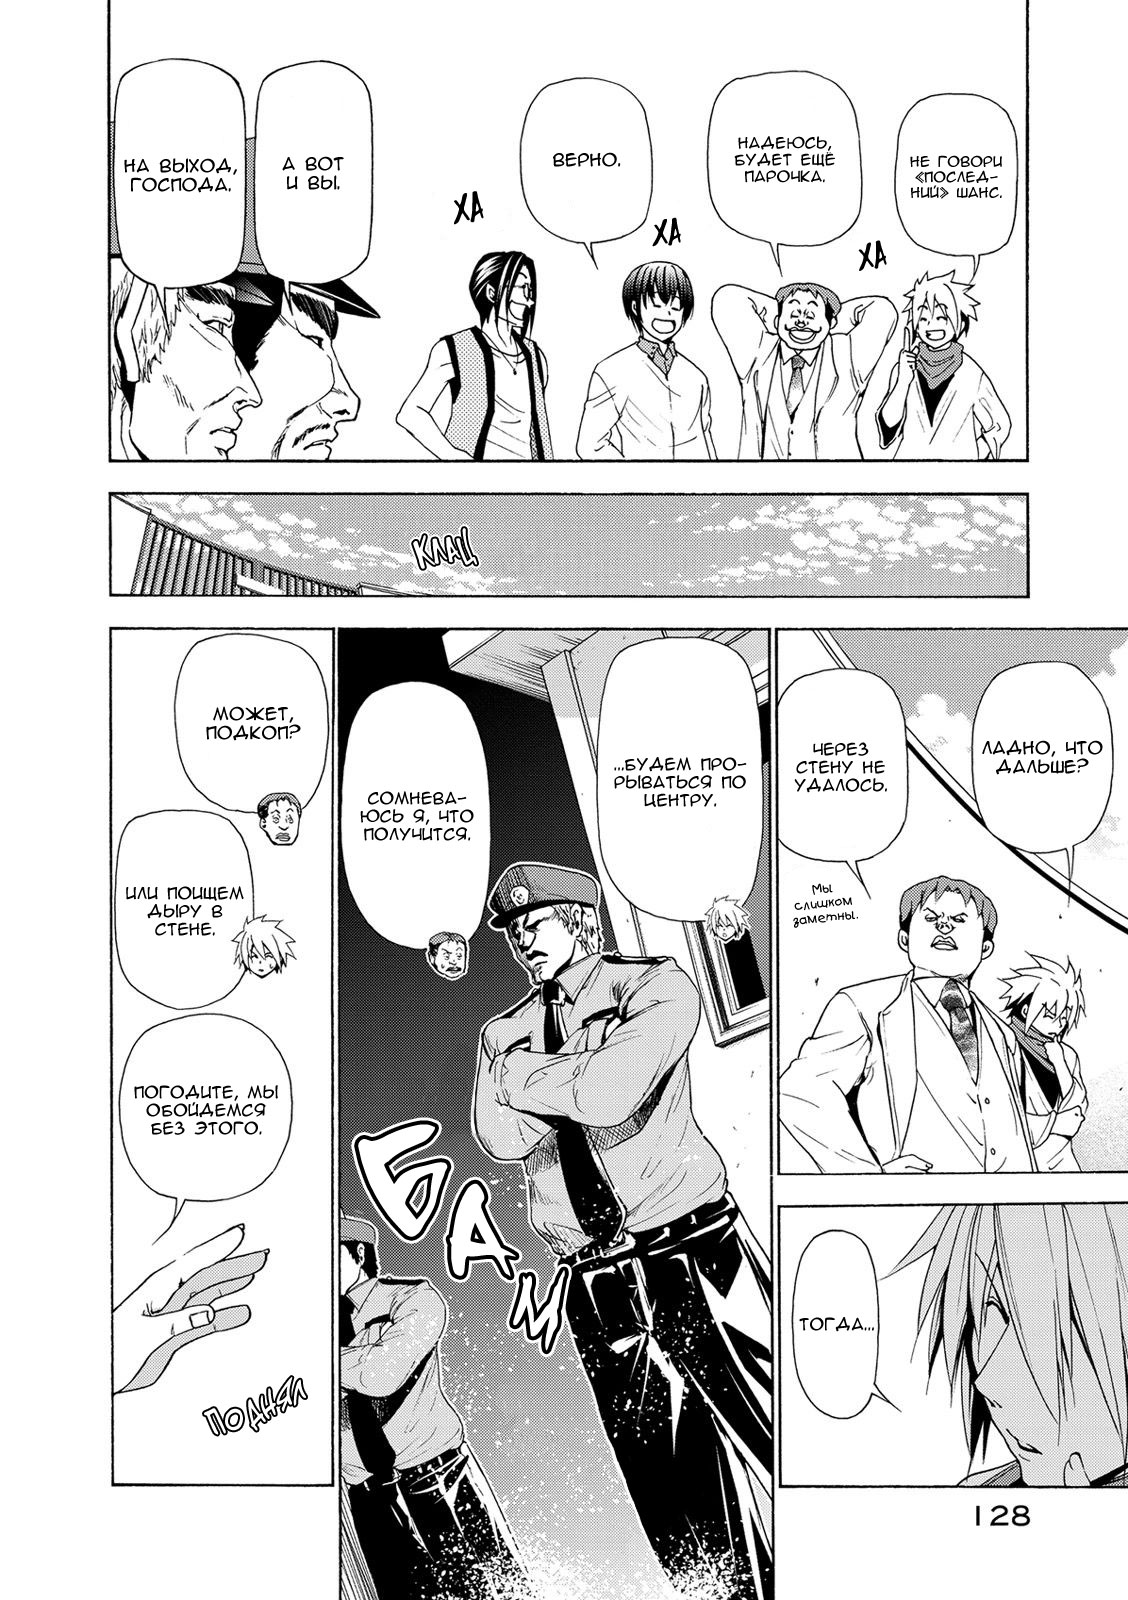 НЕ ГОВОРИ
«ПОСЛЕД-
НИЙ» ШАНС.
НАДЕЮСЬ,
БУДЕТ ЕЩЁ
ПАРОЧКА.
ВЕРНО.
ХА
ХА
ХА
А ВОТ
И ВЫ.
НА ВЫХОД,
ГОСПОДА.
КЛАЦ
ЛАДНО, ЧТО
ДАЛЬШЕ?
ЧЕРЕЗ
СТЕНУ НЕ
УДАЛОСЬ.
Мы
слишком
заметны.
ТОГДА...
...БУДЕМ ПРО-
РЫВАТЬСЯ ПО
ЦЕНТРУ.
СОМНЕВА-
ЮСЬ Я, ЧТО
ПОЛУЧИТСЯ.
БАМ
МОЖЕТ,
ПОДКОП?
ИЛИ ПОИЩЕМ
ДЫРУ В
СТЕНЕ.
ПОГОДИТЕ, МЫ
ОБОЙДЕМСЯ
БЕЗ ЭТОГО.
ПОДНЯЛ
128